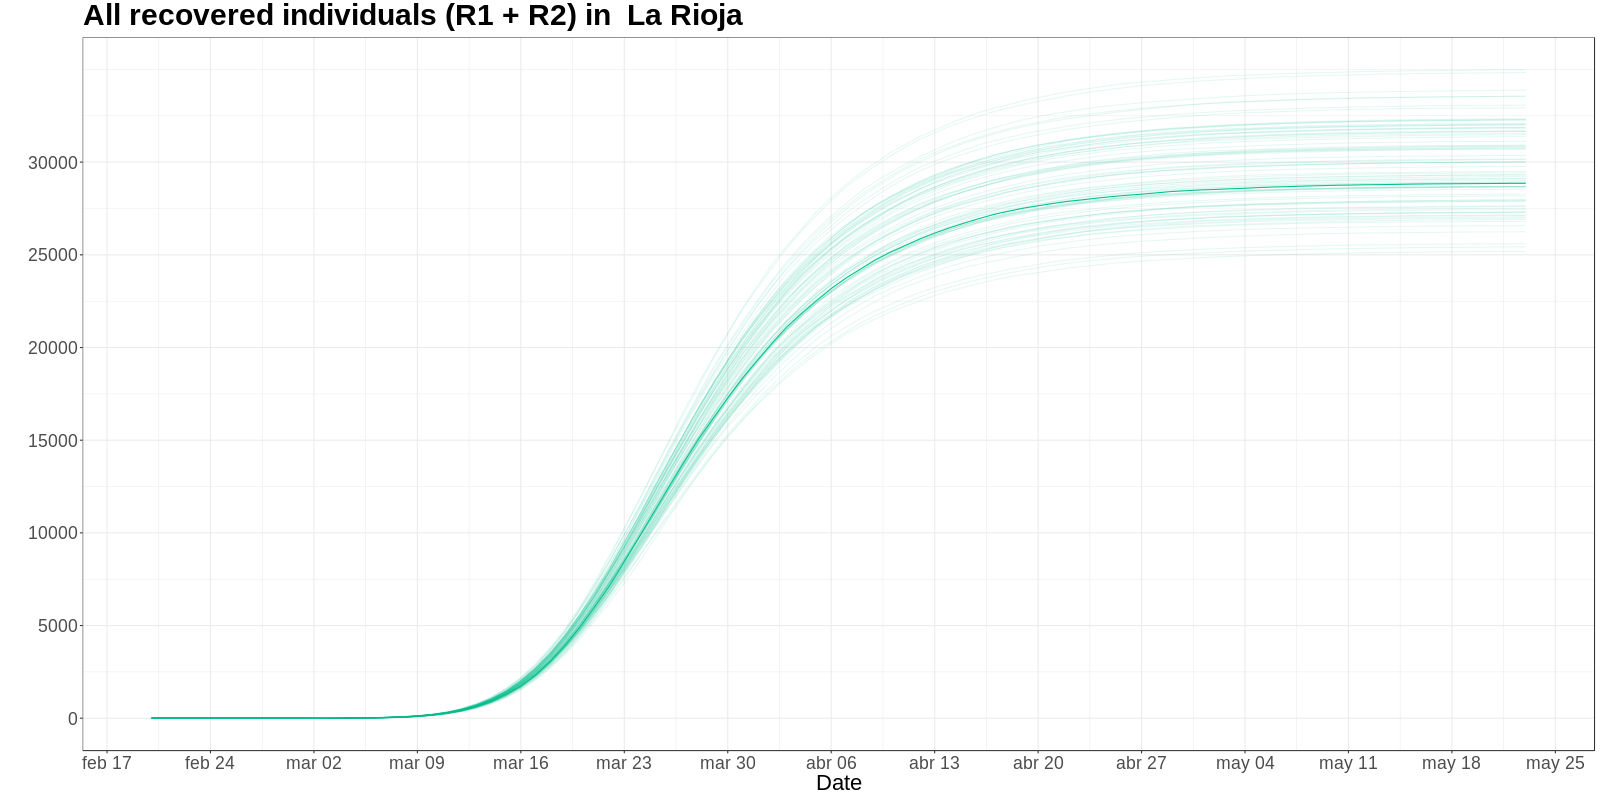 All recovered individuals (R1 + R2) in  La Rioja
30000
25000
20000
15000
10000
5000
0
feb 17 feb 24 mar 02 mar 09 mar 16 mar 23 mar 30 abr 06 abr 13 abr 20 abr 27 may 04 may 11 may 18 may 25
Date